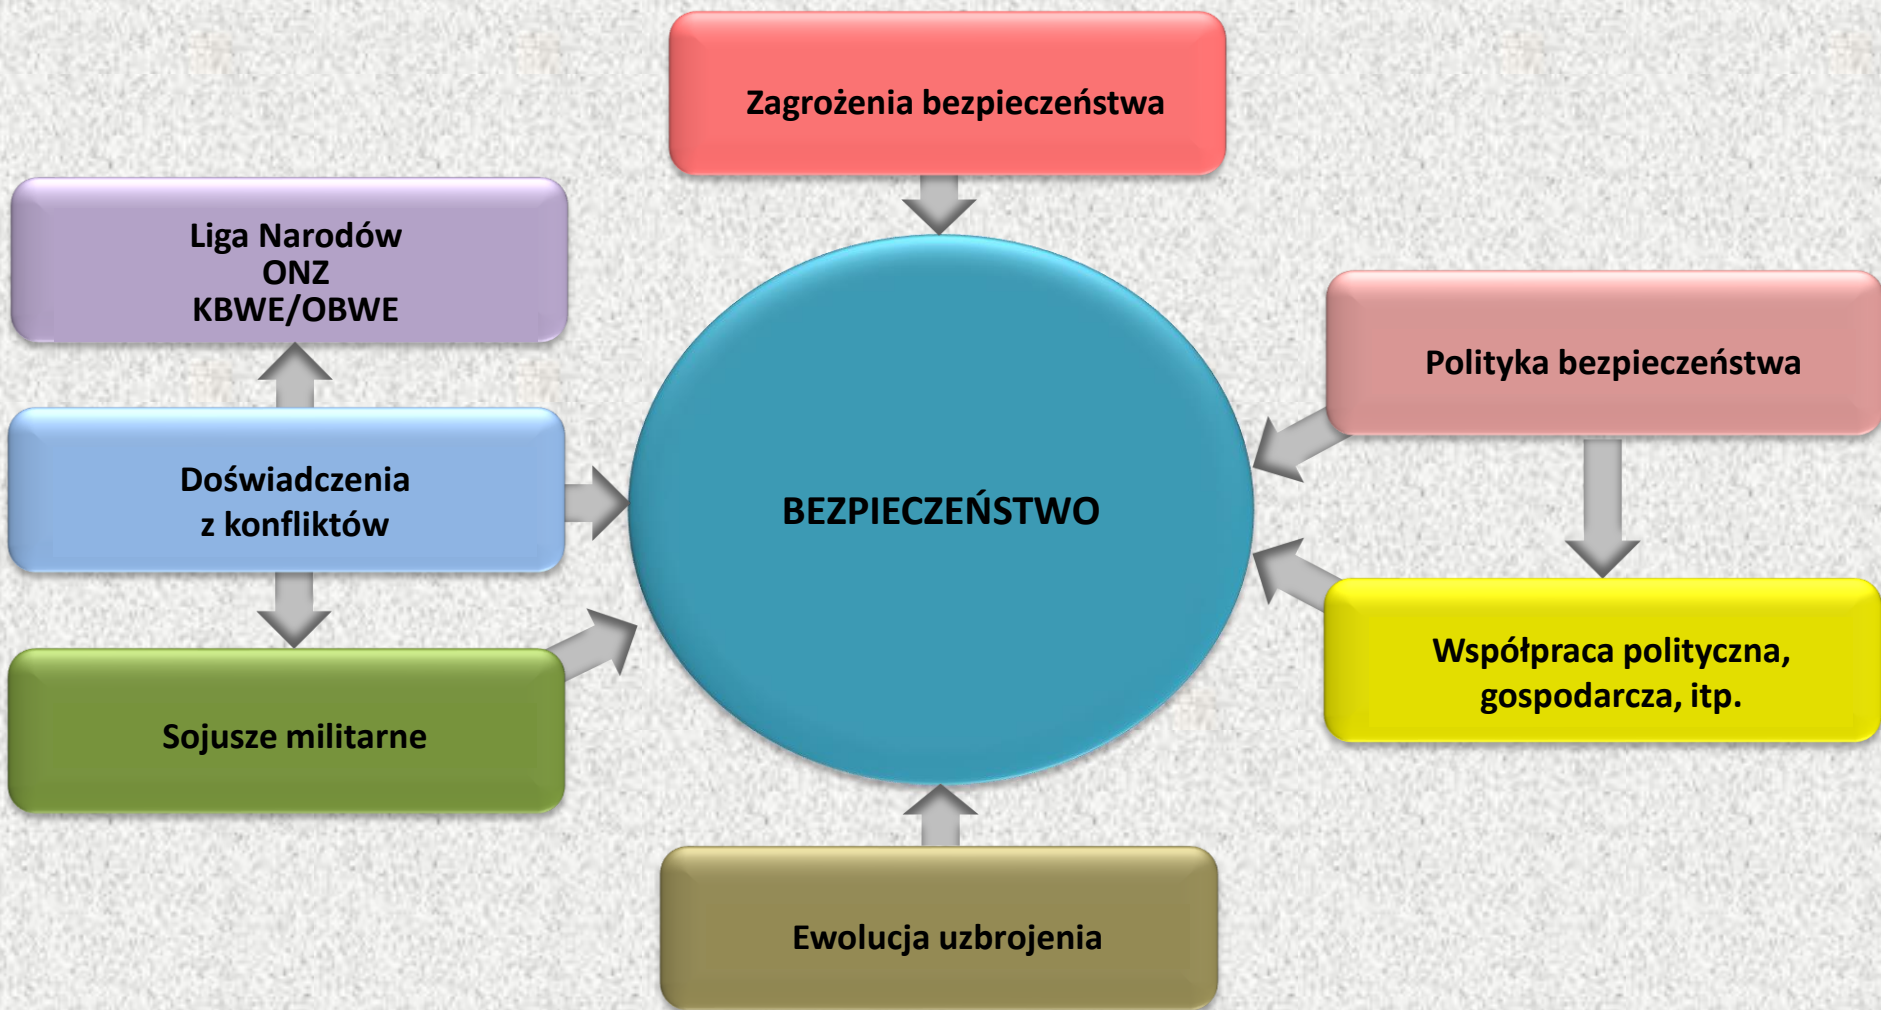 Zagrożenia bezpieczeństwa
Liga Narodów
ONZ
KBWE/OBWE
Polityka bezpieczeństwa
Doświadczenia
z konfliktów
BEZPIECZEŃSTWO
Współpraca polityczna,
gospodarcza, itp.
Sojusze militarne
Ewolucja uzbrojenia